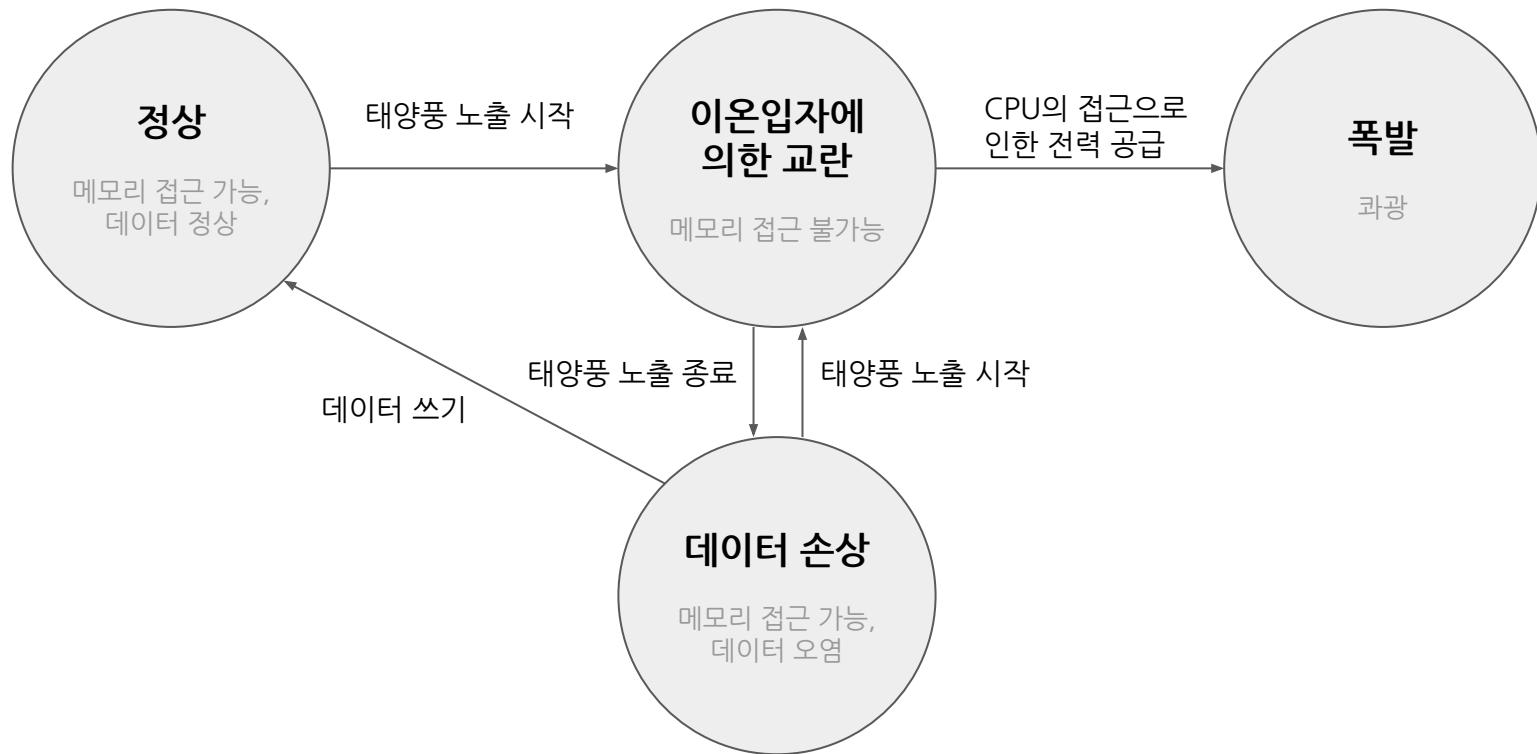 정상
메모리 접근 가능,
데이터 정상
태양풍 노출 시작
이온입자에
의한 교란
메모리 접근 불가능
CPU의 접근으로
인한 전력 공급
폭발
콰광
데이터 쓰기
태양풍 노출 종료
태양풍 노출 시작
데이터 손상
메모리 접근 가능,
데이터 오염